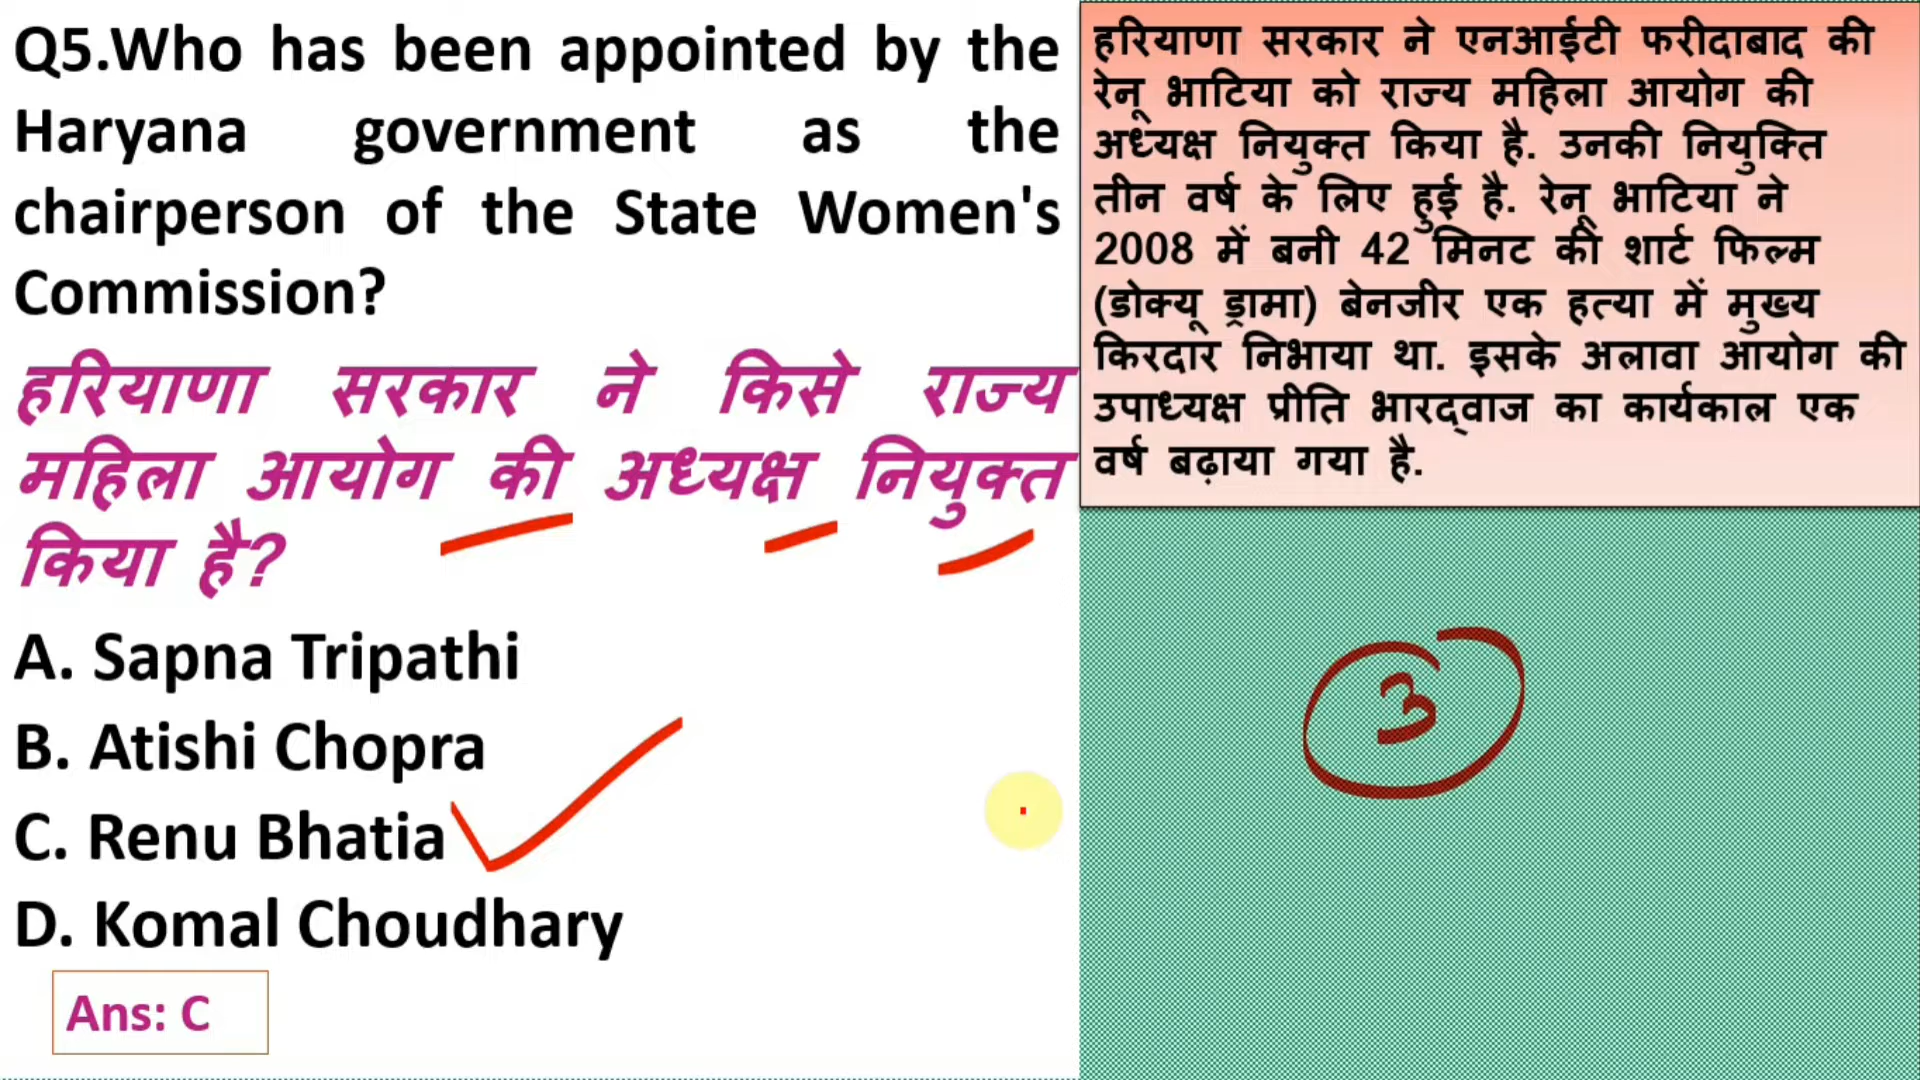 Q5.Who has been appointed by the
Haryana government as the
chairperson of the State Women's
Commission?
हरियाणा सरकार ने किसे राज्य
महिला आयोग की अध्यक्ष नियुक्त
किया है?
A. Sapna Tripathi
B. Atishi Chopra
C. Renu Bhatia
D. Komal Choudhary
Ans: C
हरियाणा सरकार ने एनआईटी फरीदाबाद की
रेनू भाटिया को राज्य महिला आयोग की
अध्यक्ष नियुक्त किया है. उनकी नियुक्ति
तीन वर्ष के लिए हुई है. रेनू भाटिया ने
2008 में बनी 42 मिनट की शार्ट फिल्म
(डोक्यू ड्रामा) बेनजीर एक हत्या में मुख्य
किरदार निभाया था. इसके अलावा आयोग की
उपाध्यक्ष प्रीति भारद्वाज का कार्यकाल एक
वर्ष बढ़ाया गया है.
3